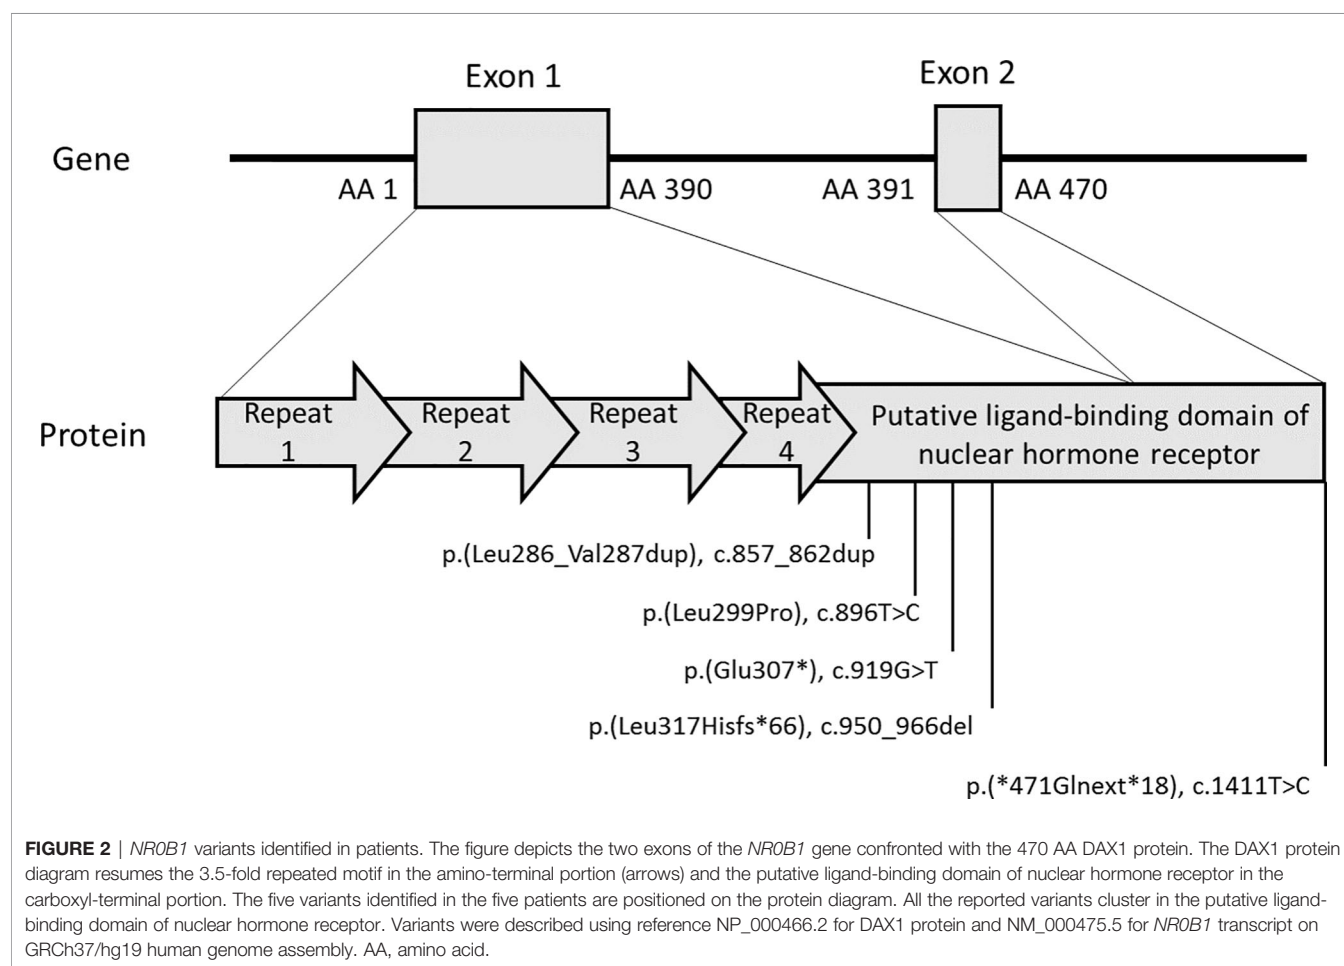 Exon 1
Exon 2
Gene
AA 1
AA 390
AA 391
AA 470
Protein
Repeat
1
Repeat
2
Repeat
3
Repeat
4
Putative ligand-binding domain of
nuclear hormone receptor
p.(Leu286_Val287dup), c.857_862dup
p.(Leu299Pro), c.896T>C
p.(Glu307*), c.919G>T
p.(Leu317Hisfs*66), c.950_966del
p.(*471Glnext*18), c.1411T>C
FIGURE 2 | NR0B1 variants identified in patients. The figure depicts the two exons of the NR0B1 gene confronted with the 470 AA DAX1 protein. The DAX1 protein
diagram resumes the 3.5-fold repeated motif in the amino-terminal portion (arrows) and the putative ligand-binding domain of nuclear hormone receptor in the
carboxyl-terminal portion. The five variants identified in the five patients are positioned on the protein diagram. All the reported variants cluster in the putative ligand-
binding domain of nuclear hormone receptor. Variants were described using reference NP_000466.2 for DAX1 protein and NM_000475.5 for NR0B1 transcript on
GRCh37/hg19 human genome assembly. AA, amino acid.